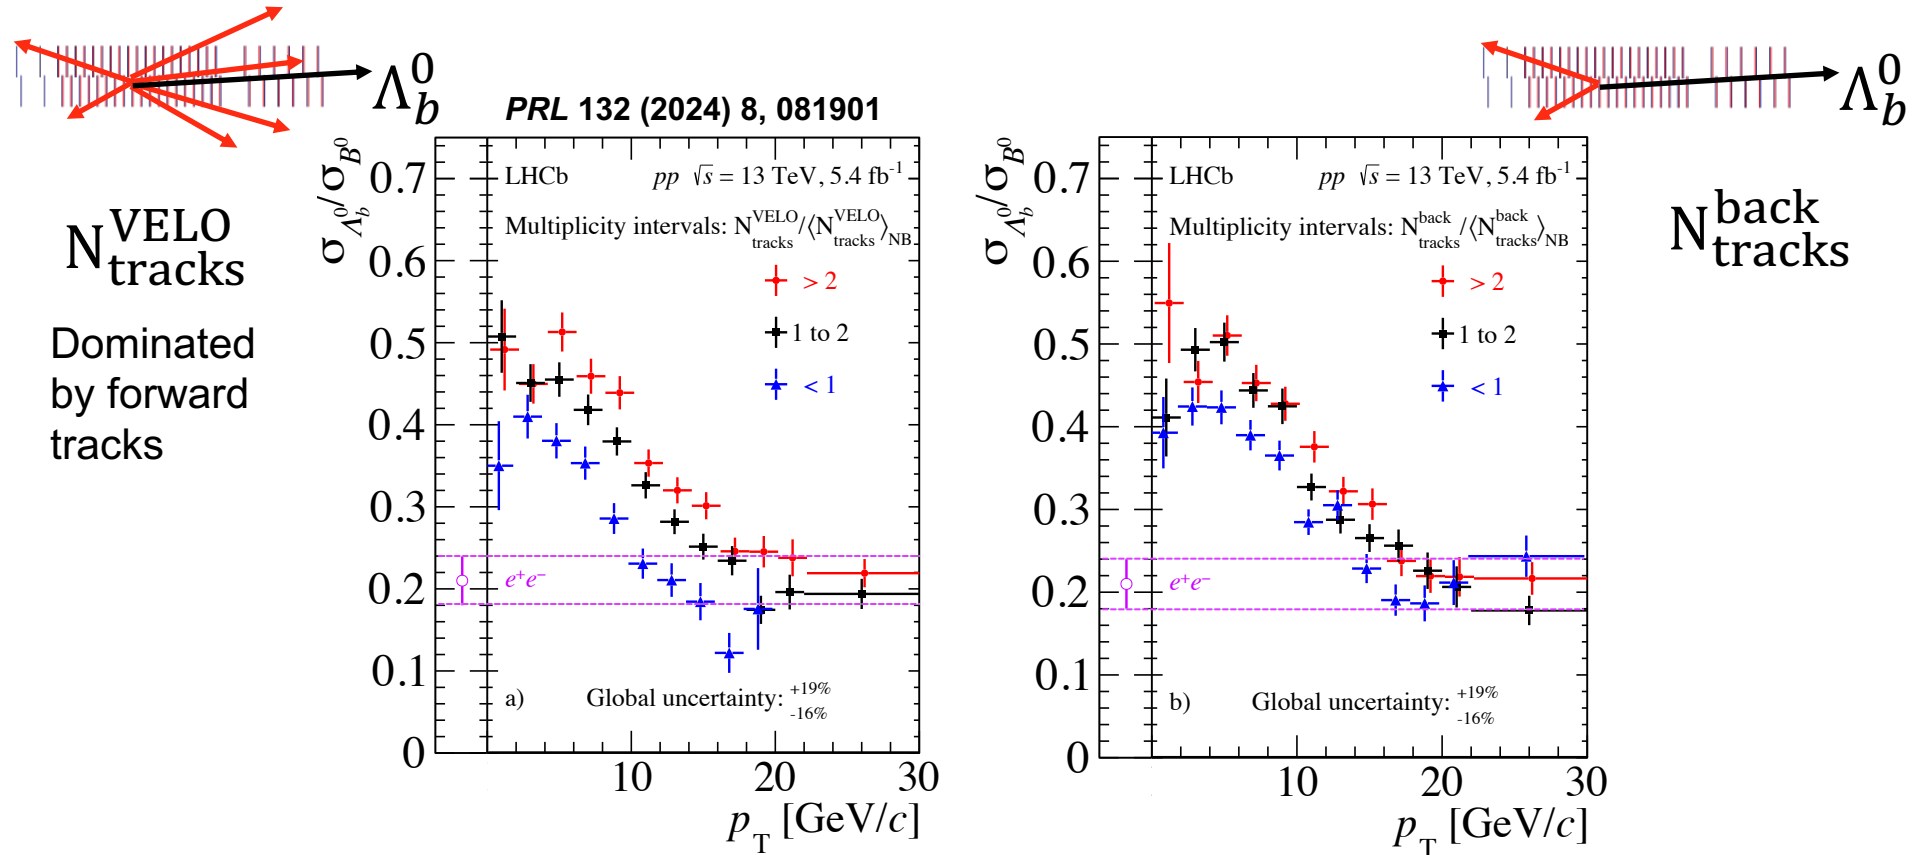 Λ_b^0
PRL 132 (2024) 8, 081901
N_tracks^VELO
Dominated
by forward
tracks
σ_{Λ_b^0}/σ_{B^0}
LHCb pp √s = 13 TeV, 5.4 fb^-1
Multiplicity intervals: N_tracks^VELO/⟨N_tracks^VELO⟩_NB
> 2
1 to 2
< 1
0.7
0.6
0.5
0.4
0.3
0.2
0.1
0
e⁺e⁻
a) Global uncertainty: +19% -16%
10 20 30
p_T [GeV/c]
Λ_b^0
N_tracks^back
σ_{Λ_b^0}/σ_{B^0}
LHCb pp √s = 13 TeV, 5.4 fb^-1
Multiplicity intervals: N_tracks^back/⟨N_tracks^back⟩_NB
> 2
1 to 2
< 1
0.7
0.6
0.5
0.4
0.3
0.2
0.1
0
e⁺e⁻
b) Global uncertainty: +19% -16%
10 20 30
p_T [GeV/c]